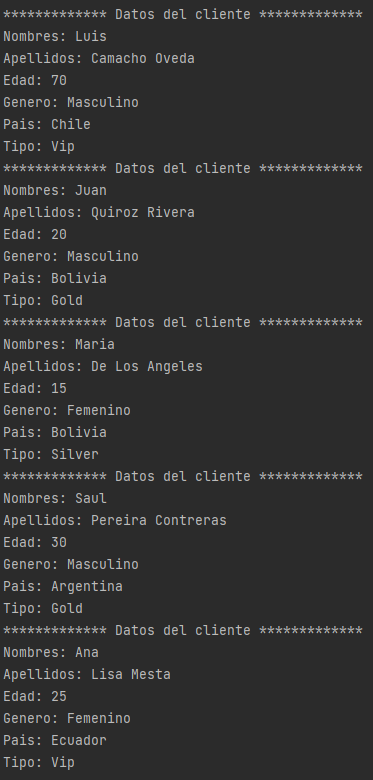 ************* Datos del cliente *************
Nombres: Luis
Apellidos: Camacho Oveda
Edad: 70
Genero: Masculino
Pais: Chile
Tipo: Vip
************* Datos del cliente *************
Nombres: Juan
Apellidos: Quiroz Rivera
Edad: 20
Genero: Masculino
Pais: Bolivia
Tipo: Gold
************* Datos del cliente *************
Nombres: Maria
Apellidos: De Los Angeles
Edad: 15
Genero: Femenino
Pais: Bolivia
Tipo: Silver
************* Datos del cliente *************
Nombres: Saul
Apellidos: Pereira Contreras
Edad: 30
Genero: Masculino
Pais: Argentina
Tipo: Gold
************* Datos del cliente *************
Nombres: Ana
Apellidos: Lisa Mesta
Edad: 25
Genero: Femenino
Pais: Ecuador
Tipo: Vip